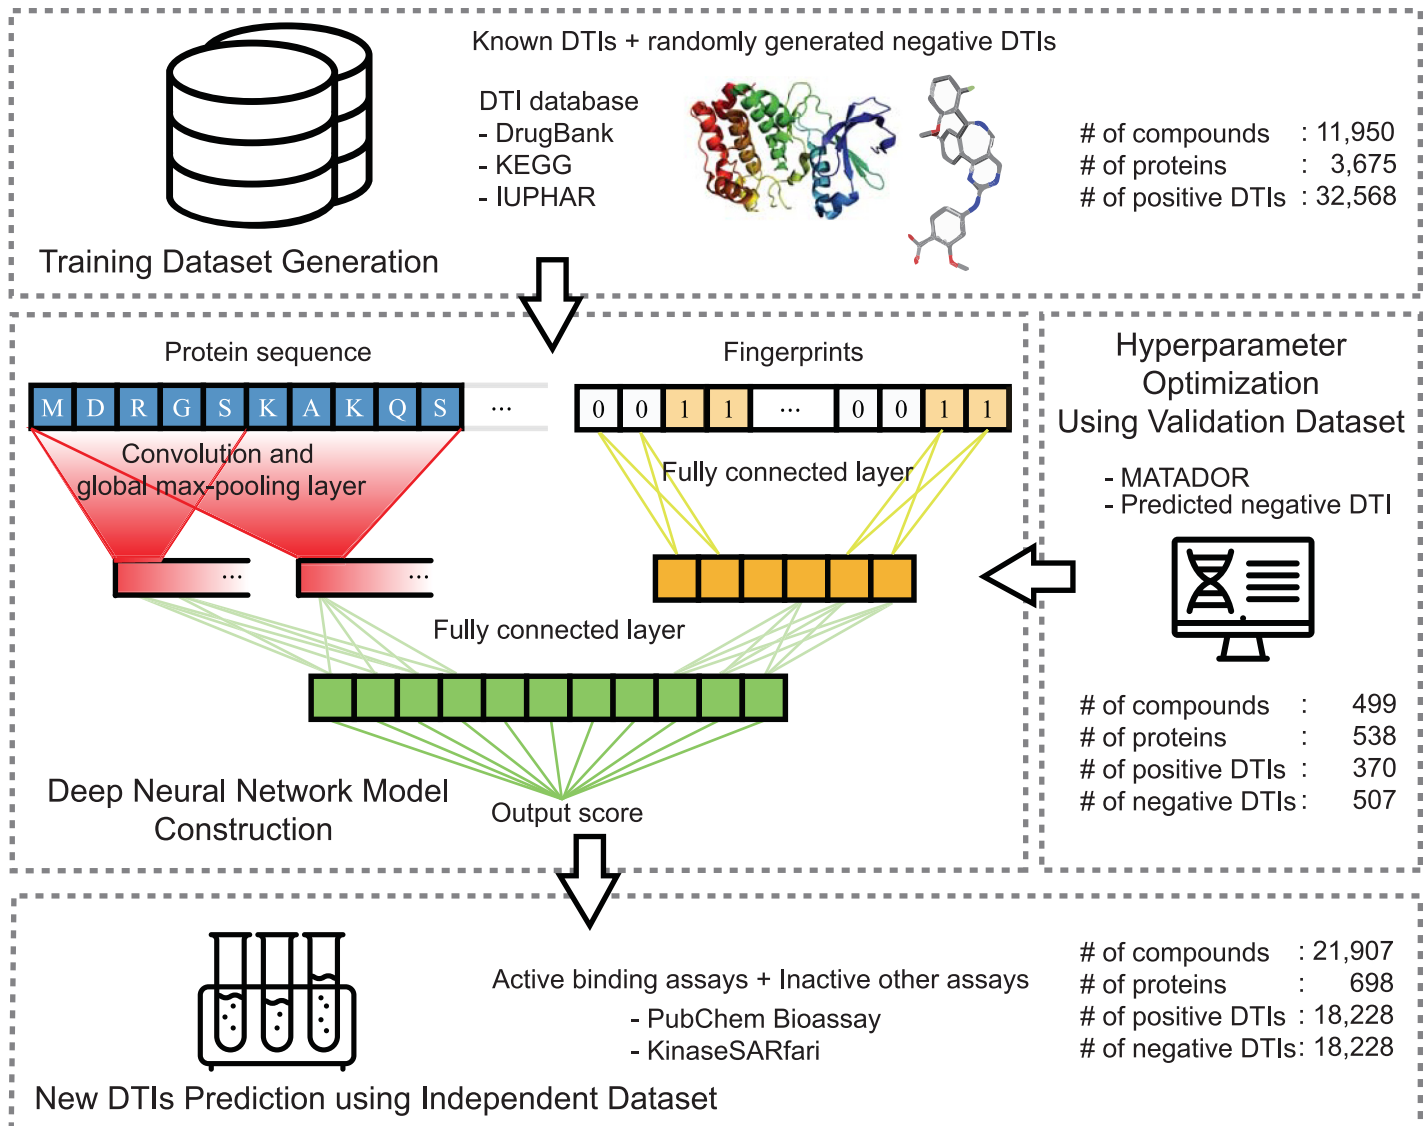 Known DTIs + randomly generated negative DTIs
DTI database
- DrugBank
- KEGG
- IUPHAR
# of compounds : 11,950
# of proteins : 3,675
# of positive DTIs : 32,568
Training Dataset Generation
Protein sequence
M D R G S K A K Q S ...
Convolution and
global max-pooling layer
... ...
Fingerprints
0 0 1 1 ... 0 0 1 1
Fully connected layer
Fully connected layer
Output score
Deep Neural Network Model
Construction
Hyperparameter
Optimization
Using Validation Dataset
- MATADOR
- Predicted negative DTI
# of compounds : 499
# of proteins : 538
# of positive DTIs : 370
# of negative DTIs : 507
Active binding assays + Inactive other assays
- PubChem Bioassay
- KinaseSARfari
# of compounds : 21,907
# of proteins : 698
# of positive DTIs : 18,228
# of negative DTIs : 18,228
New DTIs Prediction using Independent Dataset